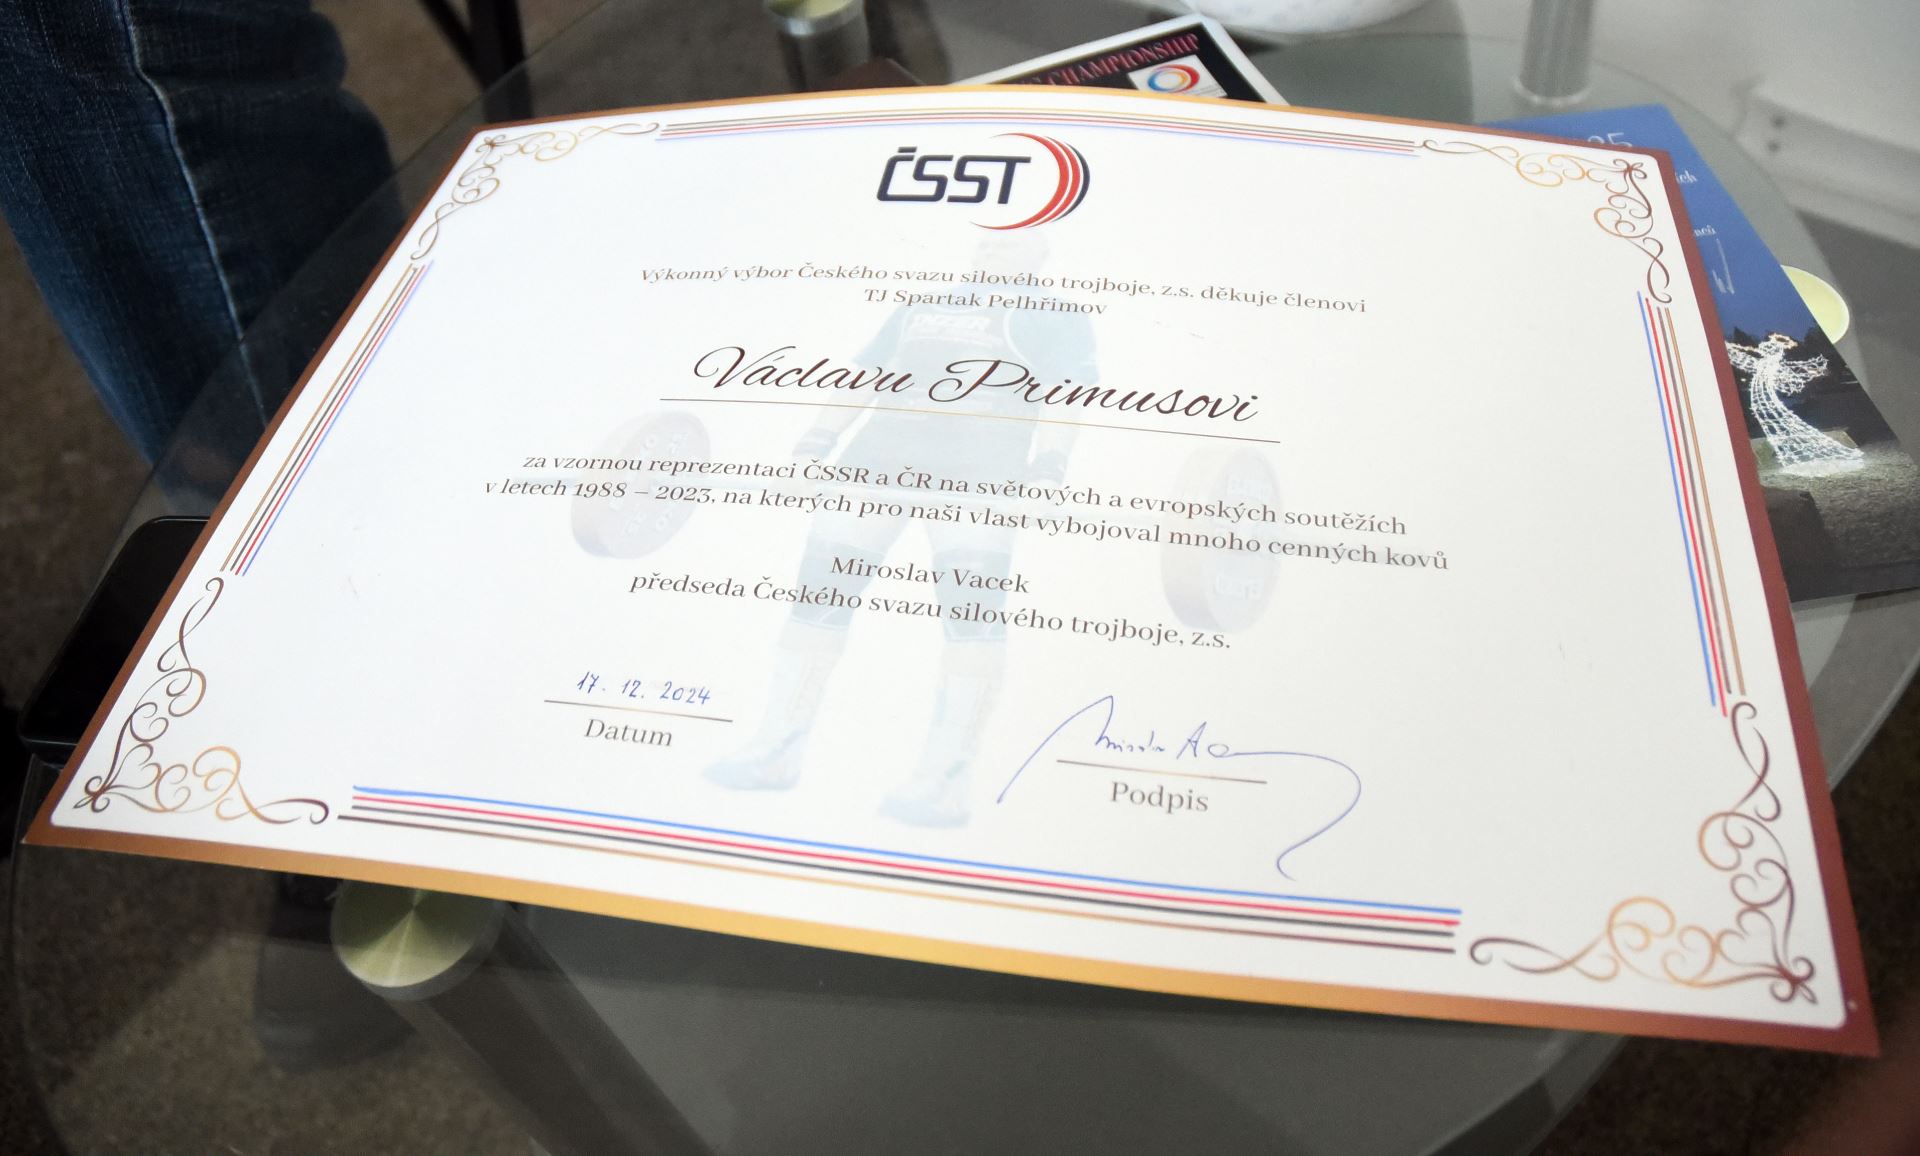 CHAMPIONSHIP
ČSST
Výkonný výbor Českého svazu silového trojboje, z.s. děkuje členovi
TJ Spartak Pelhřimov
INZER
Václavu Primusovi
za vzornou reprezentaci ČSSR a ČR na světových a evropských soutěžích
v letech 1988 – 2023, na kterých pro naši vlast vybojoval mnoho cenných kovů
Miroslav Vacek
předseda Českého svazu silového trojboje, z.s.
17. 12. 2024
Datum
Podpis